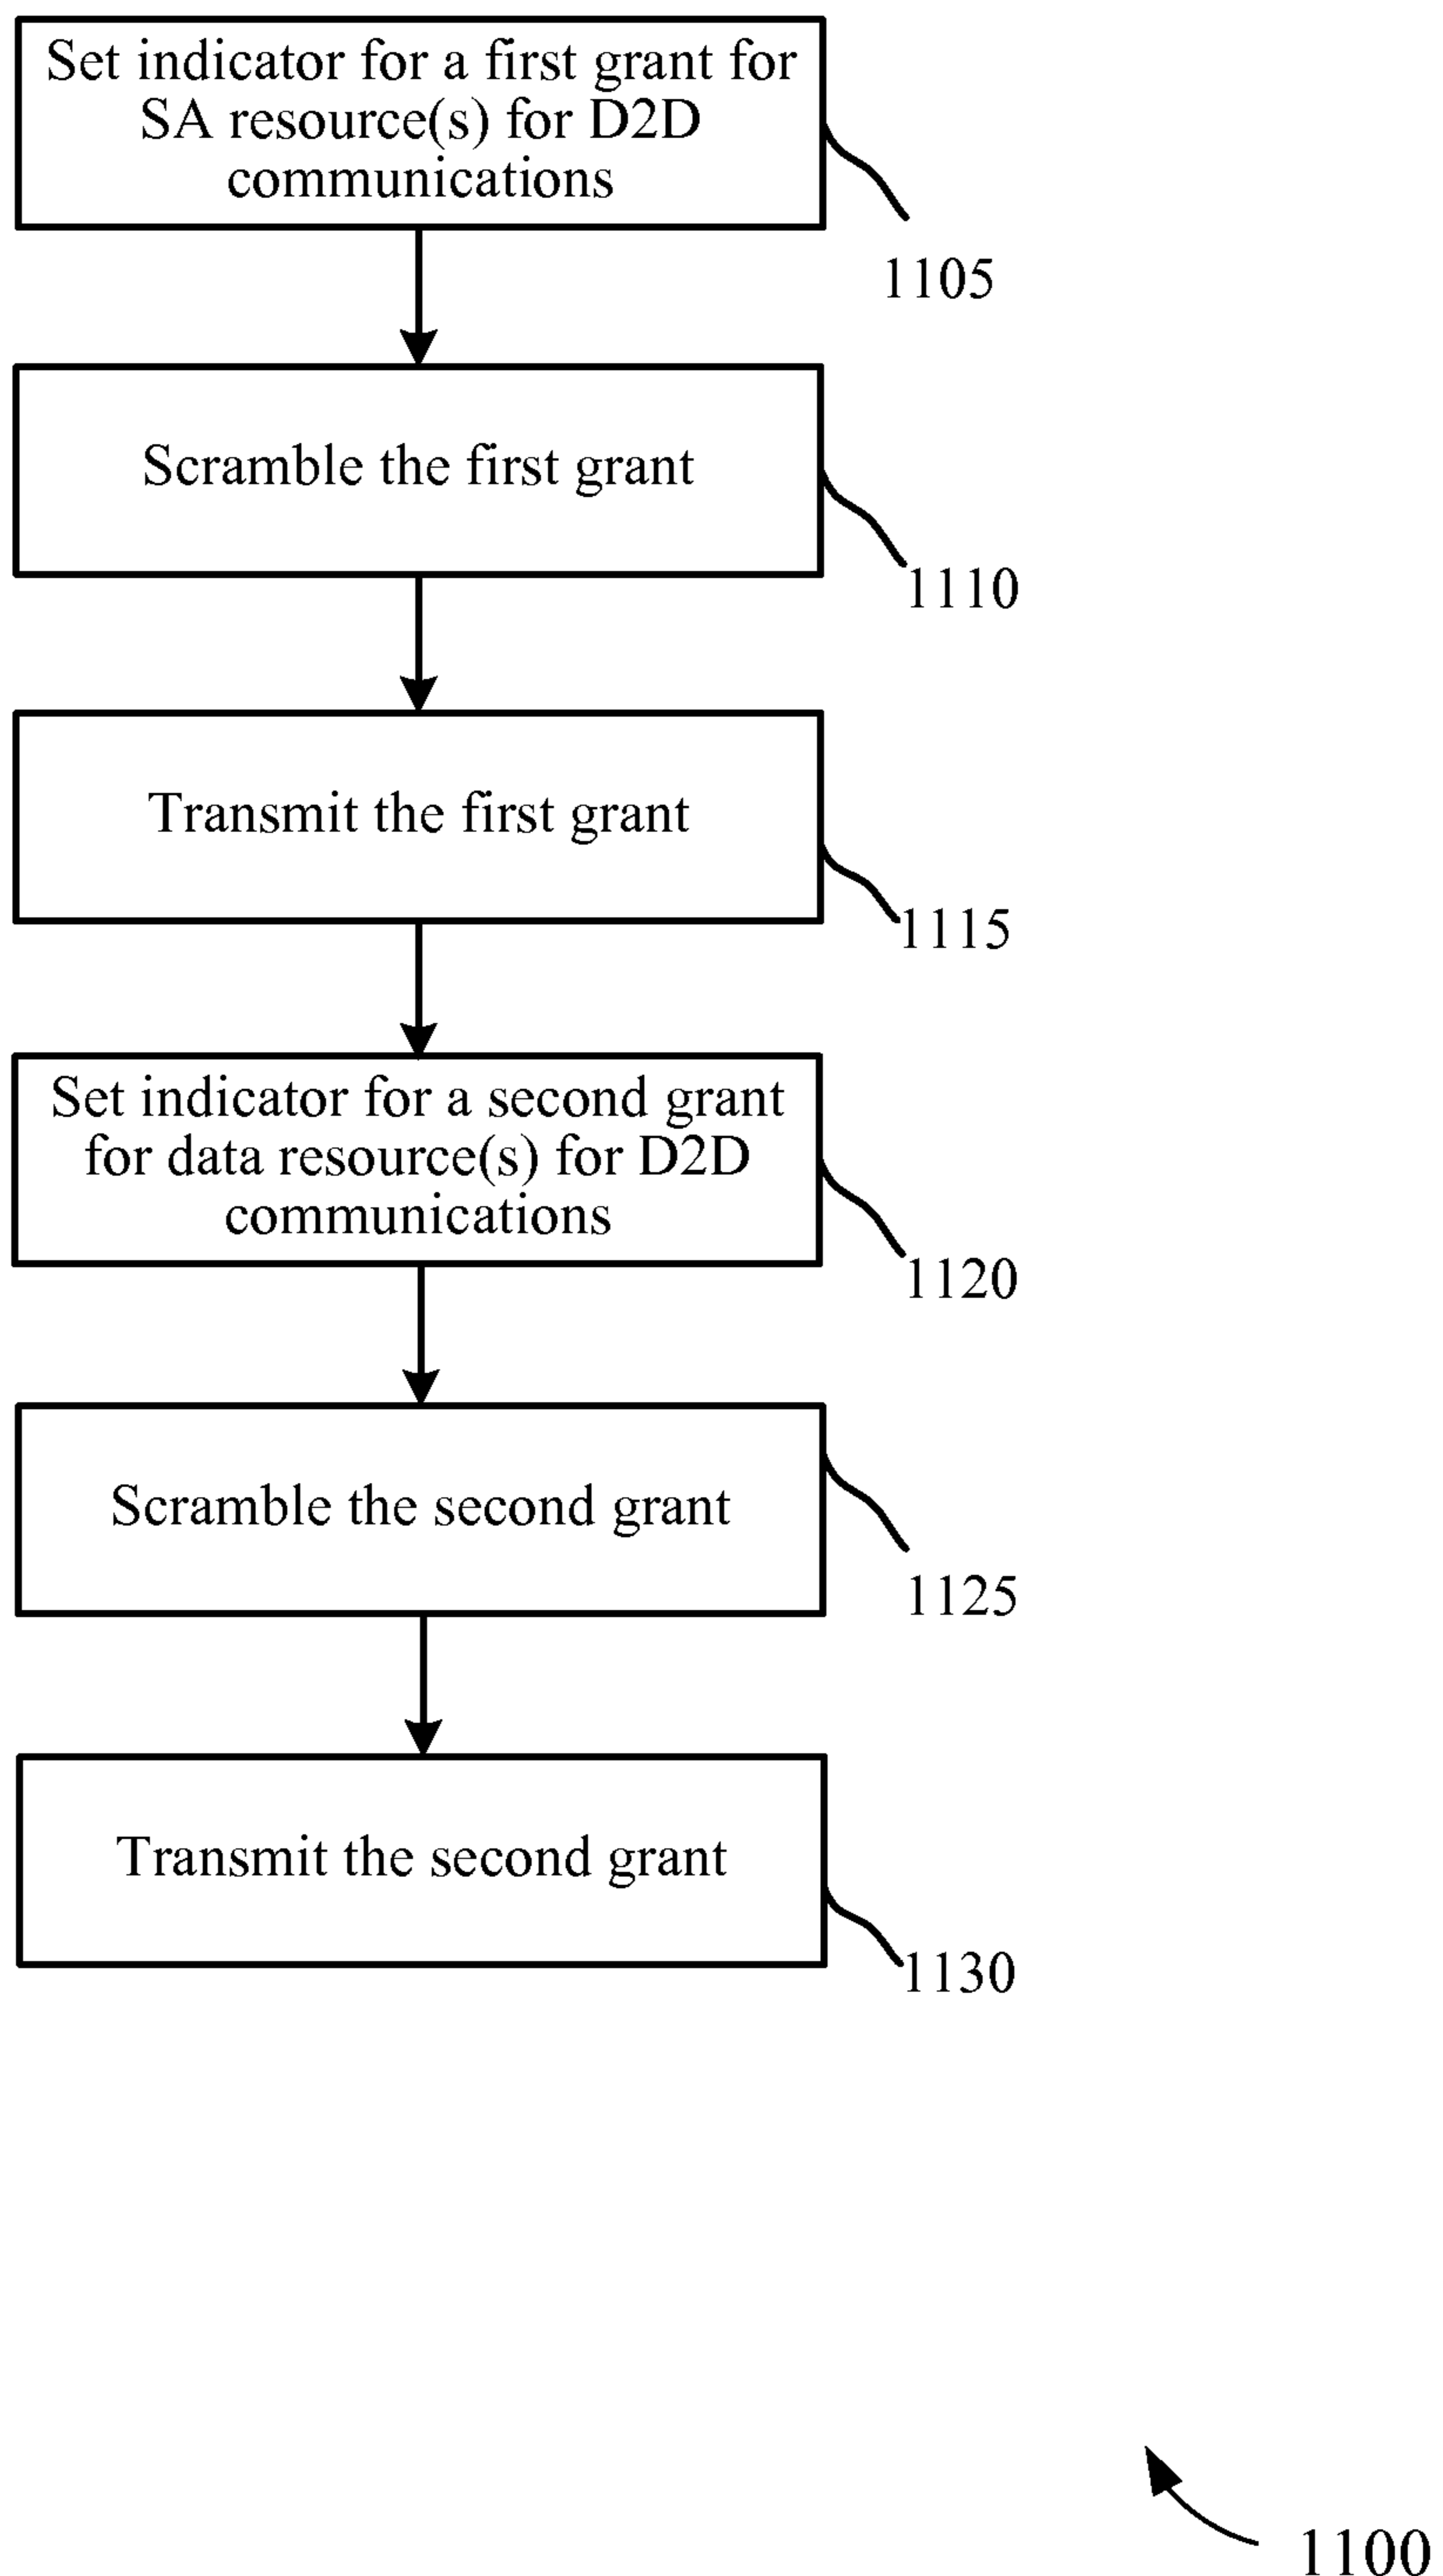 Set indicator for a first grant for
SA resource(s) for D2D
communications
1105
Scramble the first grant
1110
Transmit the first grant
1115
Set indicator for a second grant
for data resource(s) for D2D
communications
1120
Scramble the second grant
1125
Transmit the second grant
1130
1100